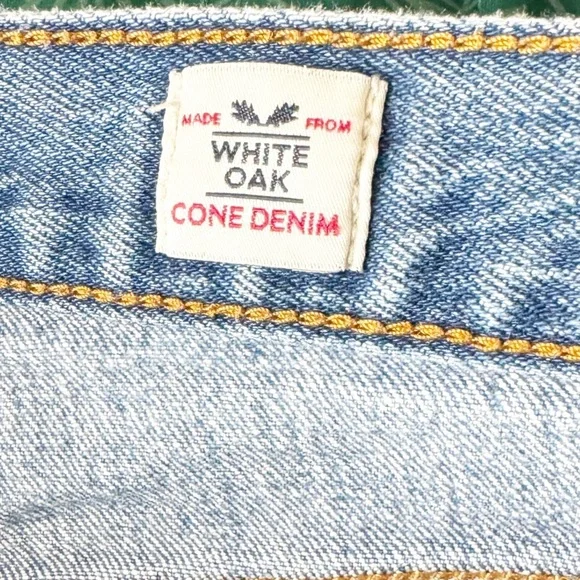 MADE FROM
WHITE
OAK
CONE DENIM